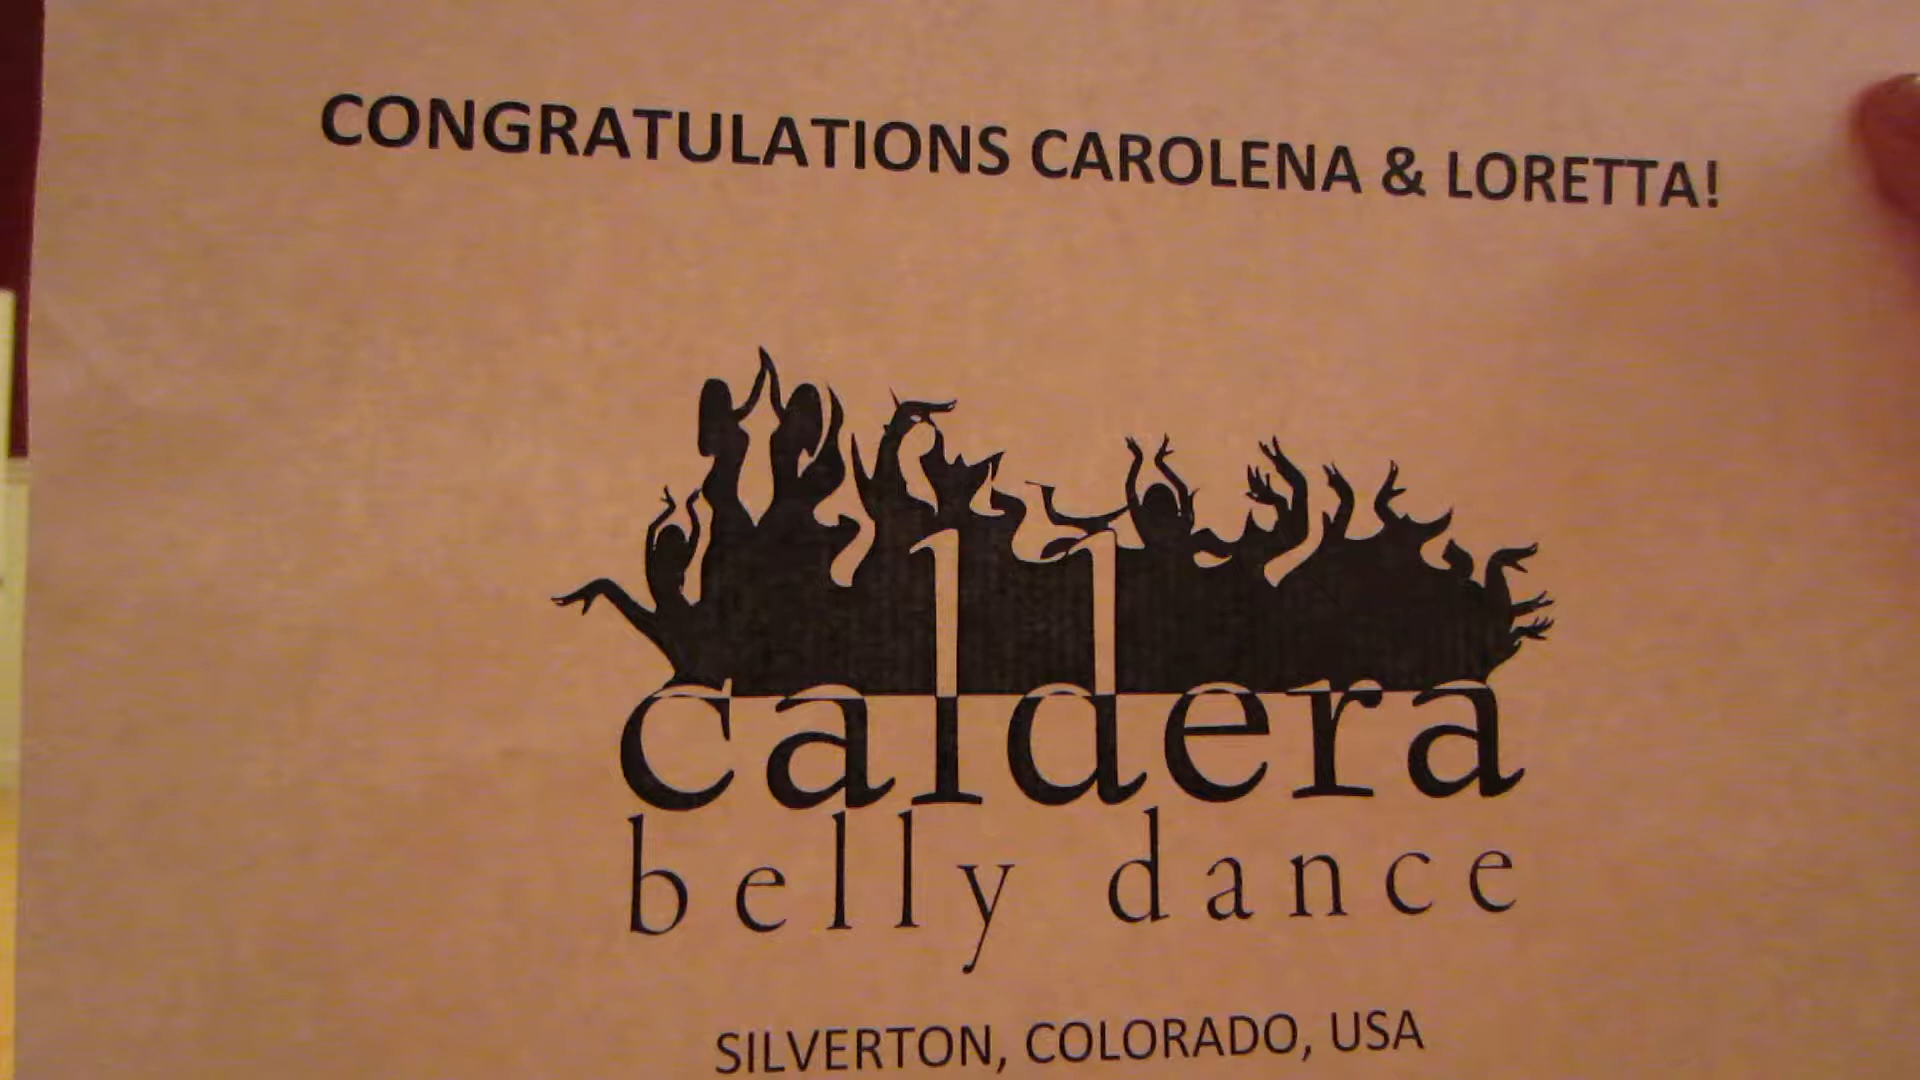 CONGRATULATIONS CAROLENA & LORETTA!
caldera
belly dance
SILVERTON, COLORADO, USA